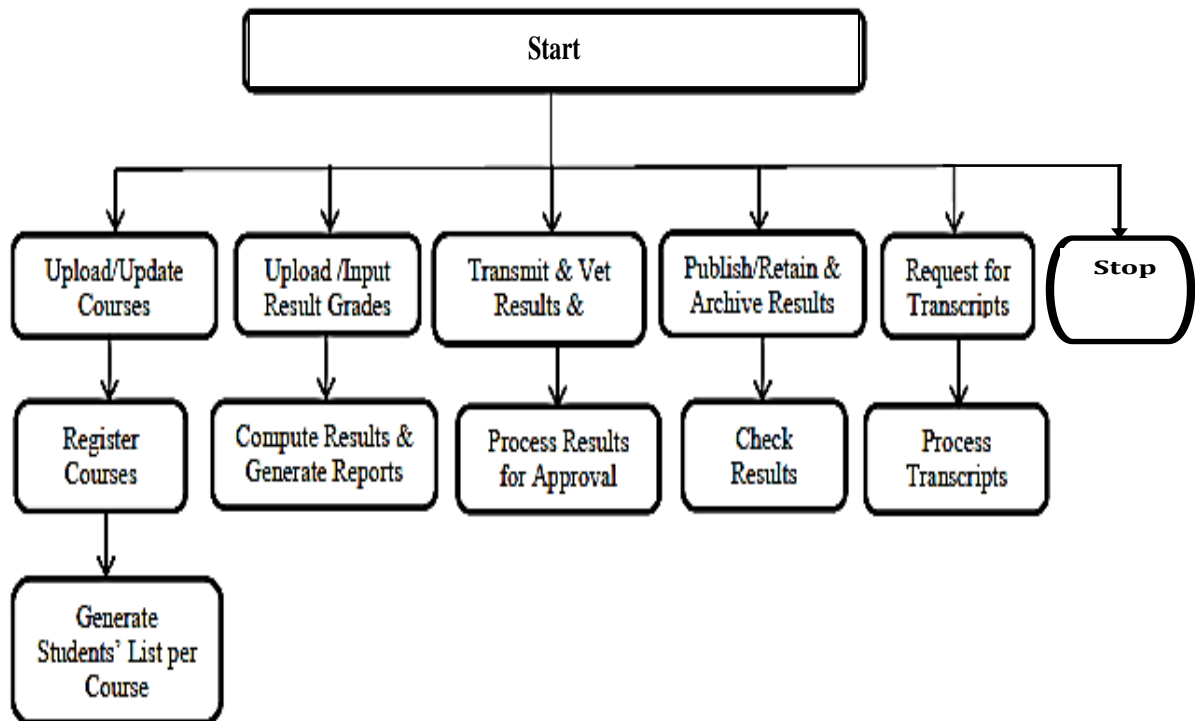 Start
Upload/Update
Courses
Upload /Input
Result Grades
Transmit & Vet
Results &
Publish/Retain &
Archive Results
Request for
Transcripts
Stop
Register
Courses
Compute Results &
Generate Reports
Process Results
for Approval
Check
Results
Process
Transcripts
Generate
Students’ List per
Course